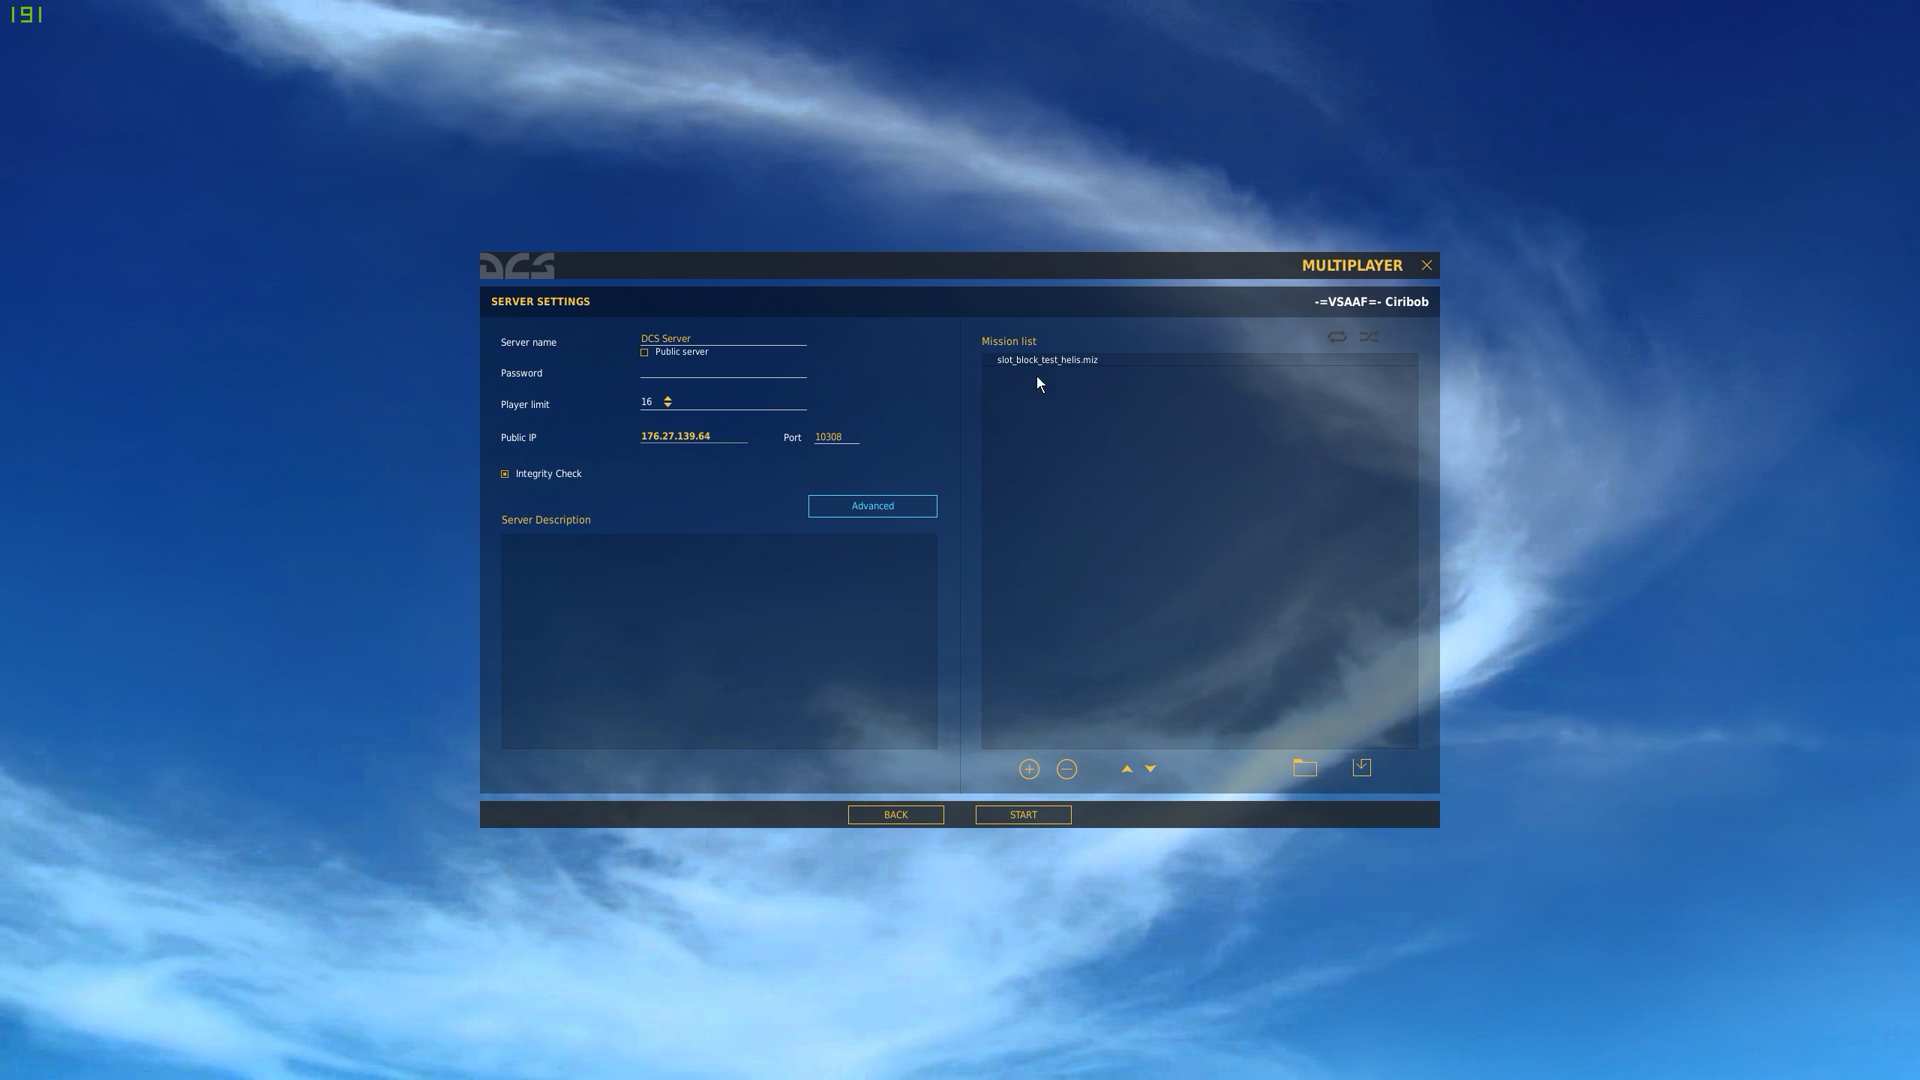 191
DCS
MULTIPLAYER
SERVER SETTINGS
-=VSAAF=- Ciribob
Server name
DCS Server
Public server
Password
Player limit
16
Public IP
176.27.139.64
Port
10308
Integrity Check
Advanced
Server Description
Mission list
slot_block_test_helis.miz
BACK
START